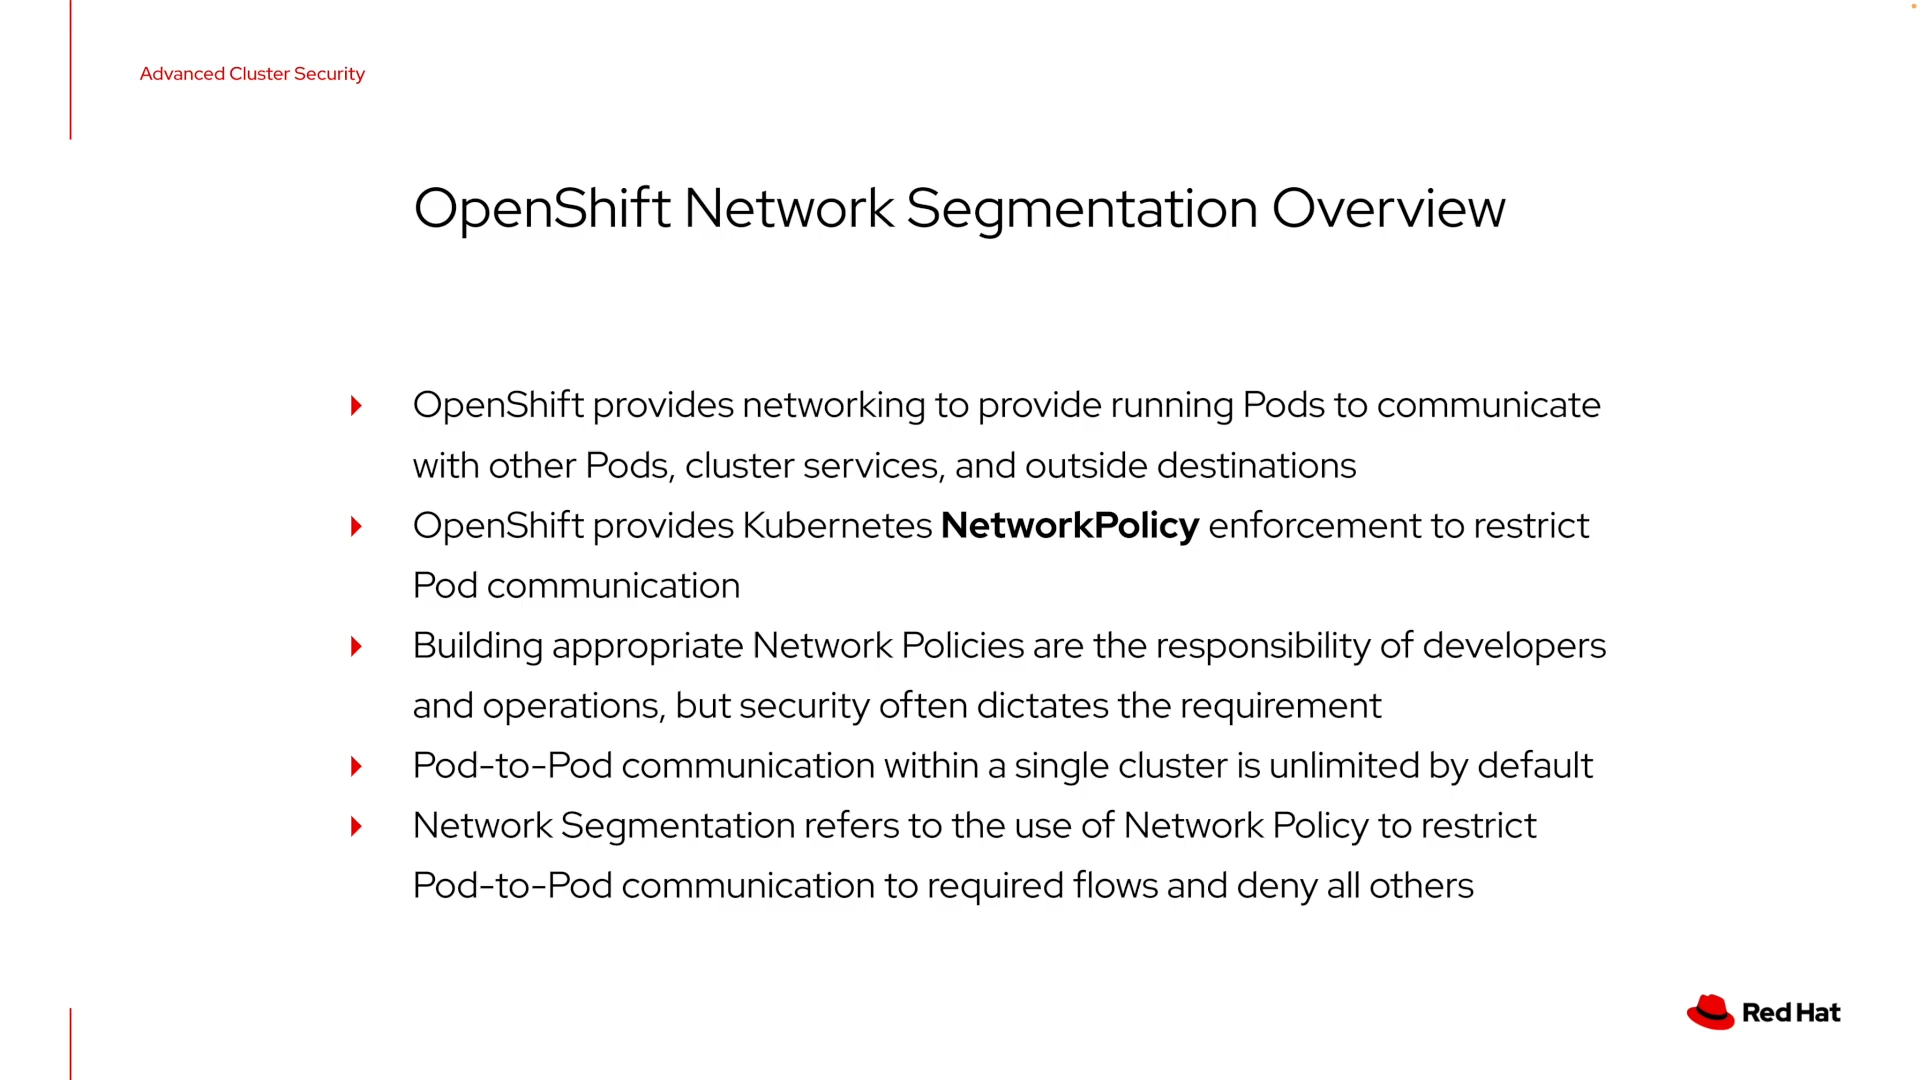 Advanced Cluster Security
OpenShift Network Segmentation Overview
OpenShift provides networking to provide running Pods to communicate
with other Pods, cluster services, and outside destinations
OpenShift provides Kubernetes NetworkPolicy enforcement to restrict
Pod communication
Building appropriate Network Policies are the responsibility of developers
and operations, but security often dictates the requirement
Pod-to-Pod communication within a single cluster is unlimited by default
Network Segmentation refers to the use of Network Policy to restrict
Pod-to-Pod communication to required flows and deny all others
Red Hat